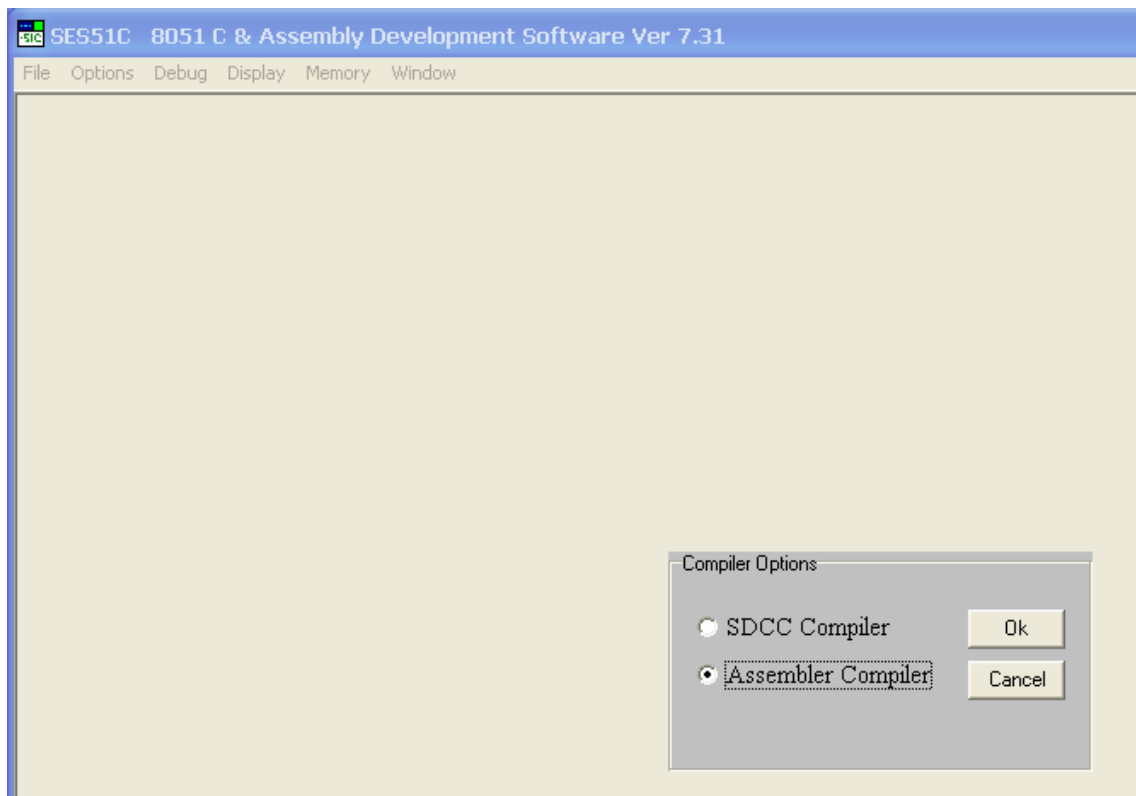 SES51C 8051 C & Assembly Development Software Ver 7.31
File Options Debug Display Memory Window
Compiler Options
SDCC Compiler Ok
Assembler Compiler Cancel